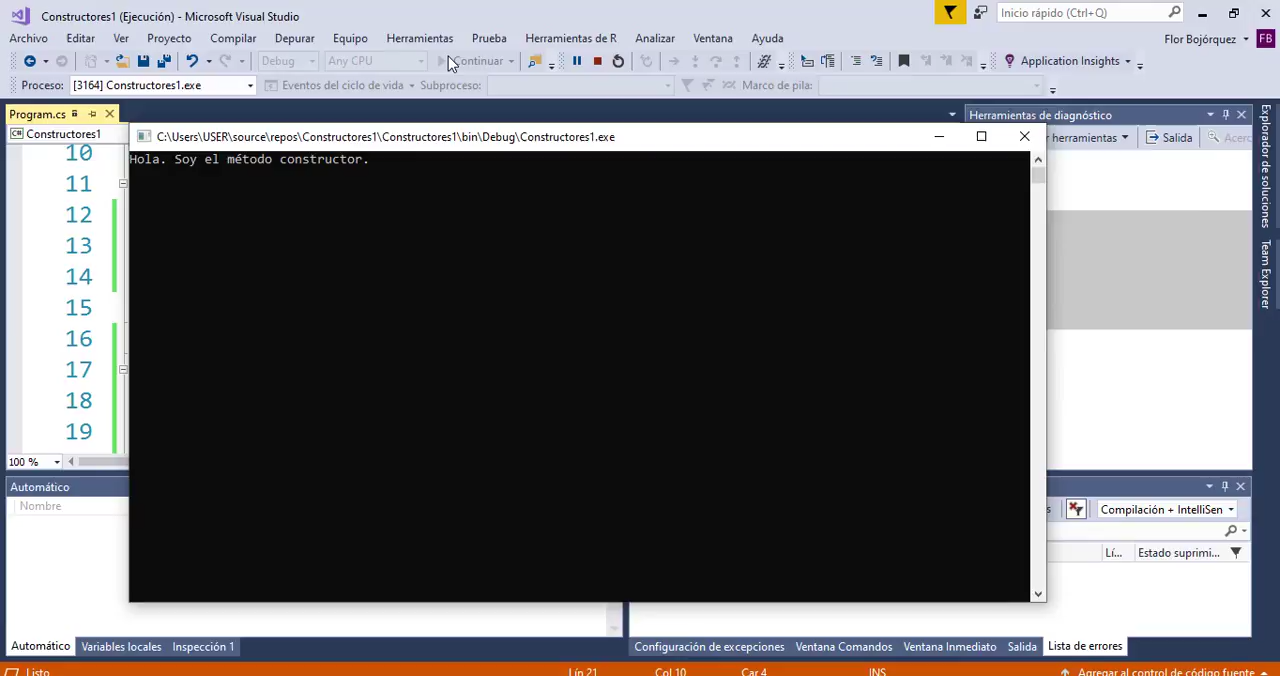 Constructores1 (Ejecución) - Microsoft Visual Studio
Inicio rápido (Ctrl+Q)
Archivo Editar Ver Proyecto Compilar Depurar Equipo Herramientas Prueba Herramientas de R Analizar Ventana Ayuda Flor Bojórquez FB
Debug Any CPU Continuar Application Insights
Proceso: [3164] Constructores1.exe Eventos del ciclo de vida Subproceso: Marco de pila:
Program.cs Herramientas de diagnóstico
C# Constructores1 C:\Users\USER\source\repos\Constructores1\Constructores1\bin\Debug\Constructores1.exe herramientas Salida Acerc
Hola. Soy el método constructor.
10
11
12
13
14
15
16
17
18
19
Explorador de soluciones
Team Explorer
100 %
Automático
Nombre
Compilación + IntelliSen
Lí... Estado suprimi...
Automático Variables locales Inspección 1 Configuración de excepciones Ventana Comandos Ventana Inmediato Salida Lista de errores
Listo Lín 21 Col 10 Car 4 INS Agregar al control de código fuente